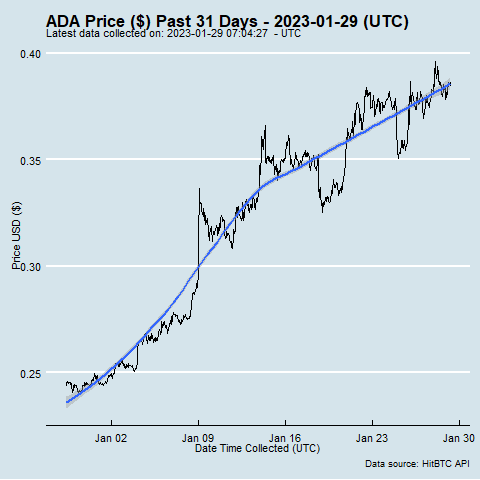 ADA Price ($) Past 31 Days - 2023-01-29 (UTC)
Latest data collected on: 2023-01-29 07:04:27 - UTC
0.40
0.35
0.30
0.25
Price USD ($)
Jan 02
Jan 09
Jan 16
Jan 23
Jan 30
Date Time Collected (UTC)
Data source: HitBTC API